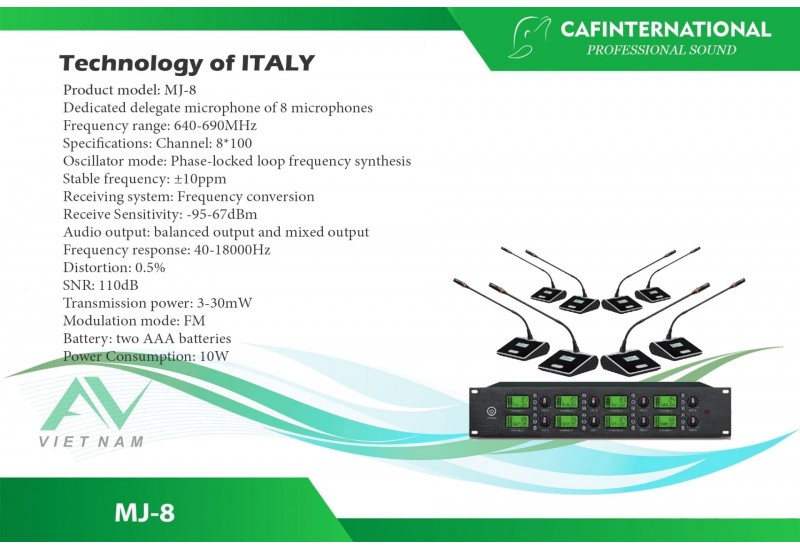 CAFINTERNATIONAL
PROFESSIONAL SOUND
Technology of ITALY
Product model: MJ-8
Dedicated delegate microphone of 8 microphones
Frequency range: 640-690MHz
Specifications: Channel: 8*100
Oscillator mode: Phase-locked loop frequency synthesis
Stable frequency: ±10ppm
Receiving system: Frequency conversion
Receive Sensitivity: -95-67dBm
Audio output: balanced output and mixed output
Frequency response: 40-18000Hz
Distortion: 0.5%
SNR: 110dB
Transmission power: 3-30mW
Modulation mode: FM
Battery: two AAA batteries
Power Consumption: 10W
AV
VIET NAM
MJ-8